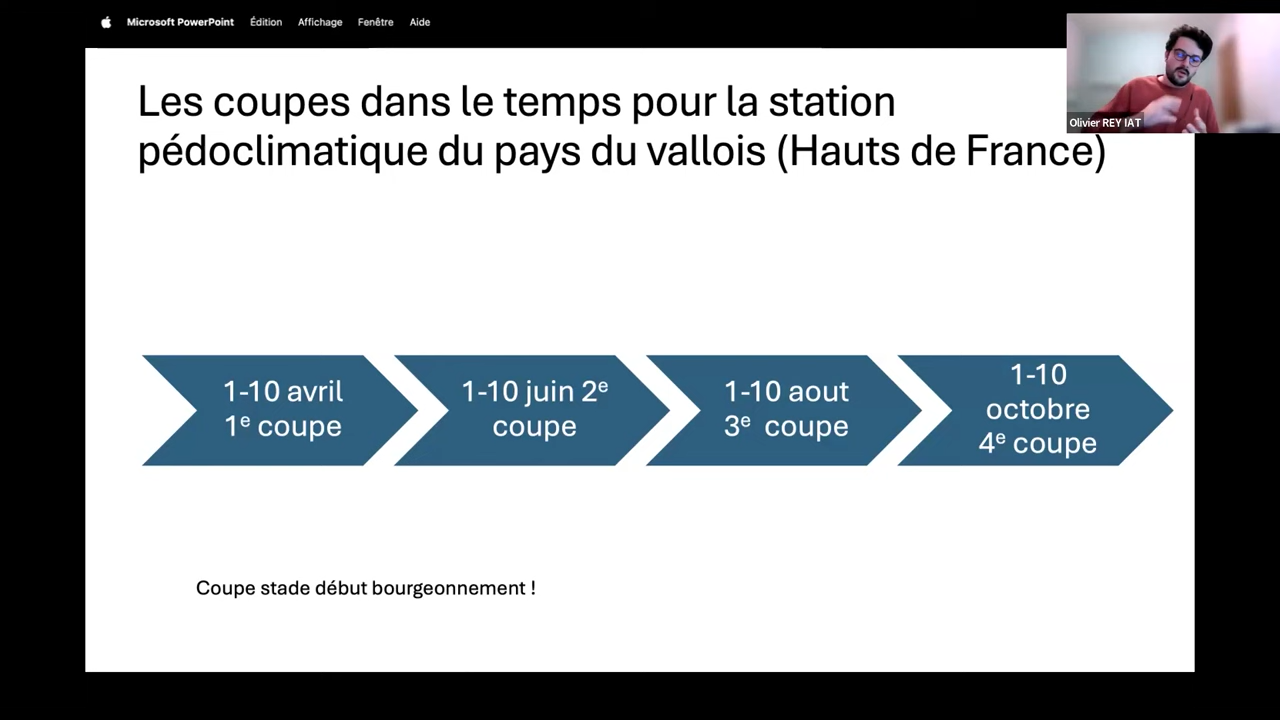 Microsoft PowerPoint Édition Affichage Fenêtre Aide
Les coupes dans le temps pour la station
pédoclimatique du pays du vallois (Hauts de France)
Olivier REY IAT
1-10 avril
1ᵉ coupe
1-10 juin 2ᵉ
coupe
1-10 aout
3ᵉ coupe
1-10
octobre
4ᵉ coupe
Coupe stade début bourgeonnement !